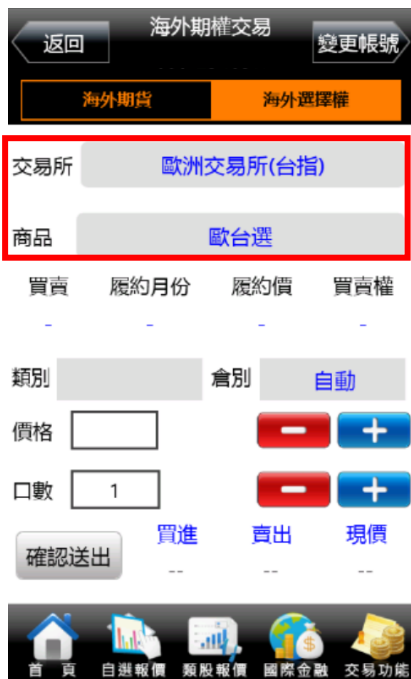 返回 海外期權交易 變更帳號
海外期貨 海外選擇權
交易所 歐洲交易所(台指)
商品 歐台選
買賣 履約月份 履約價 買賣權
- - - -
類別 倉別 自動
價格
口數 1
買進 賣出 現價
確認送出 -- -- --
首 頁 自選報價 類股報價 國際金融 交易功能